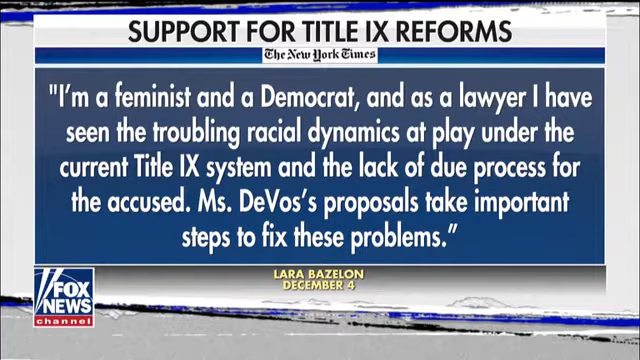 SUPPORT FOR TITLE IX REFORMS
The New York Times
"I'm a feminist and a Democrat, and as a lawyer I have
seen the troubling racial dynamics at play under the
current Title IX system and the lack of due process for
the accused. Ms. DeVos's proposals take important
steps to fix these problems."
LARA BAZELON
DECEMBER 4
FOX
NEWS
channel